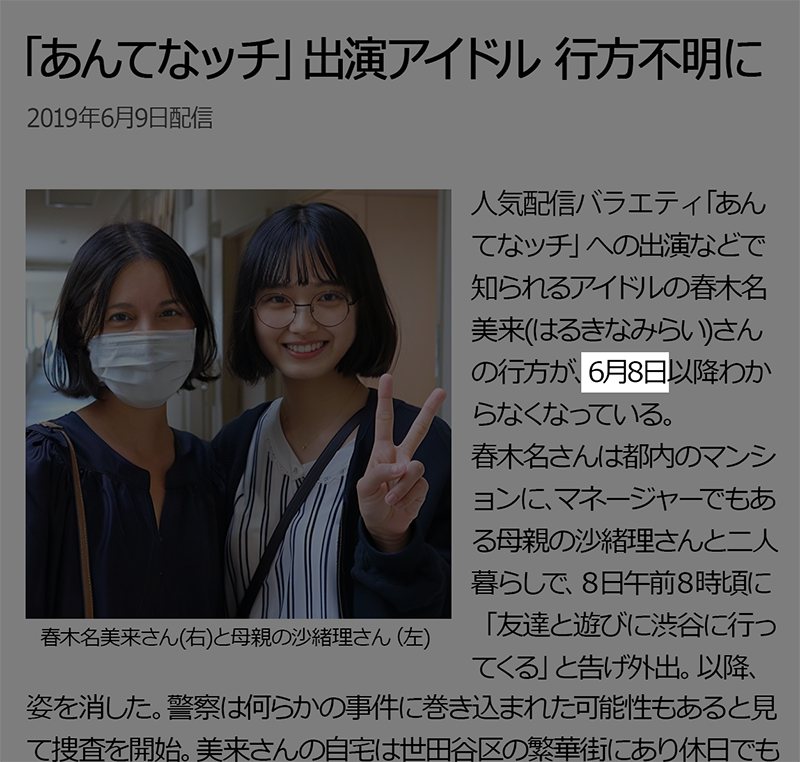 「あんてなッチ」出演アイドル 行方不明に
2019年6月9日配信
人気配信バラエティ「あん
てなッチ」への出演などで
知られるアイドルの春木名
美来(はるきなみらい)さん
の行方が、6月8日以降わか
らなくなっている。
春木名さんは都内のマンシ
ョンに、マネージャーでもあ
る母親の沙緒理さんと二人
暮らしで、8日午前8時頃に
「友達と遊びに渋谷に行っ
てくる」と告げ外出。以降、
春木名美来さん(右)と母親の沙緒理さん（左)
姿を消した。警察は何らかの事件に巻き込まれた可能性もあると見
て捜査を開始。美来さんの自宅は世田谷区の繁華街にあり休日でも